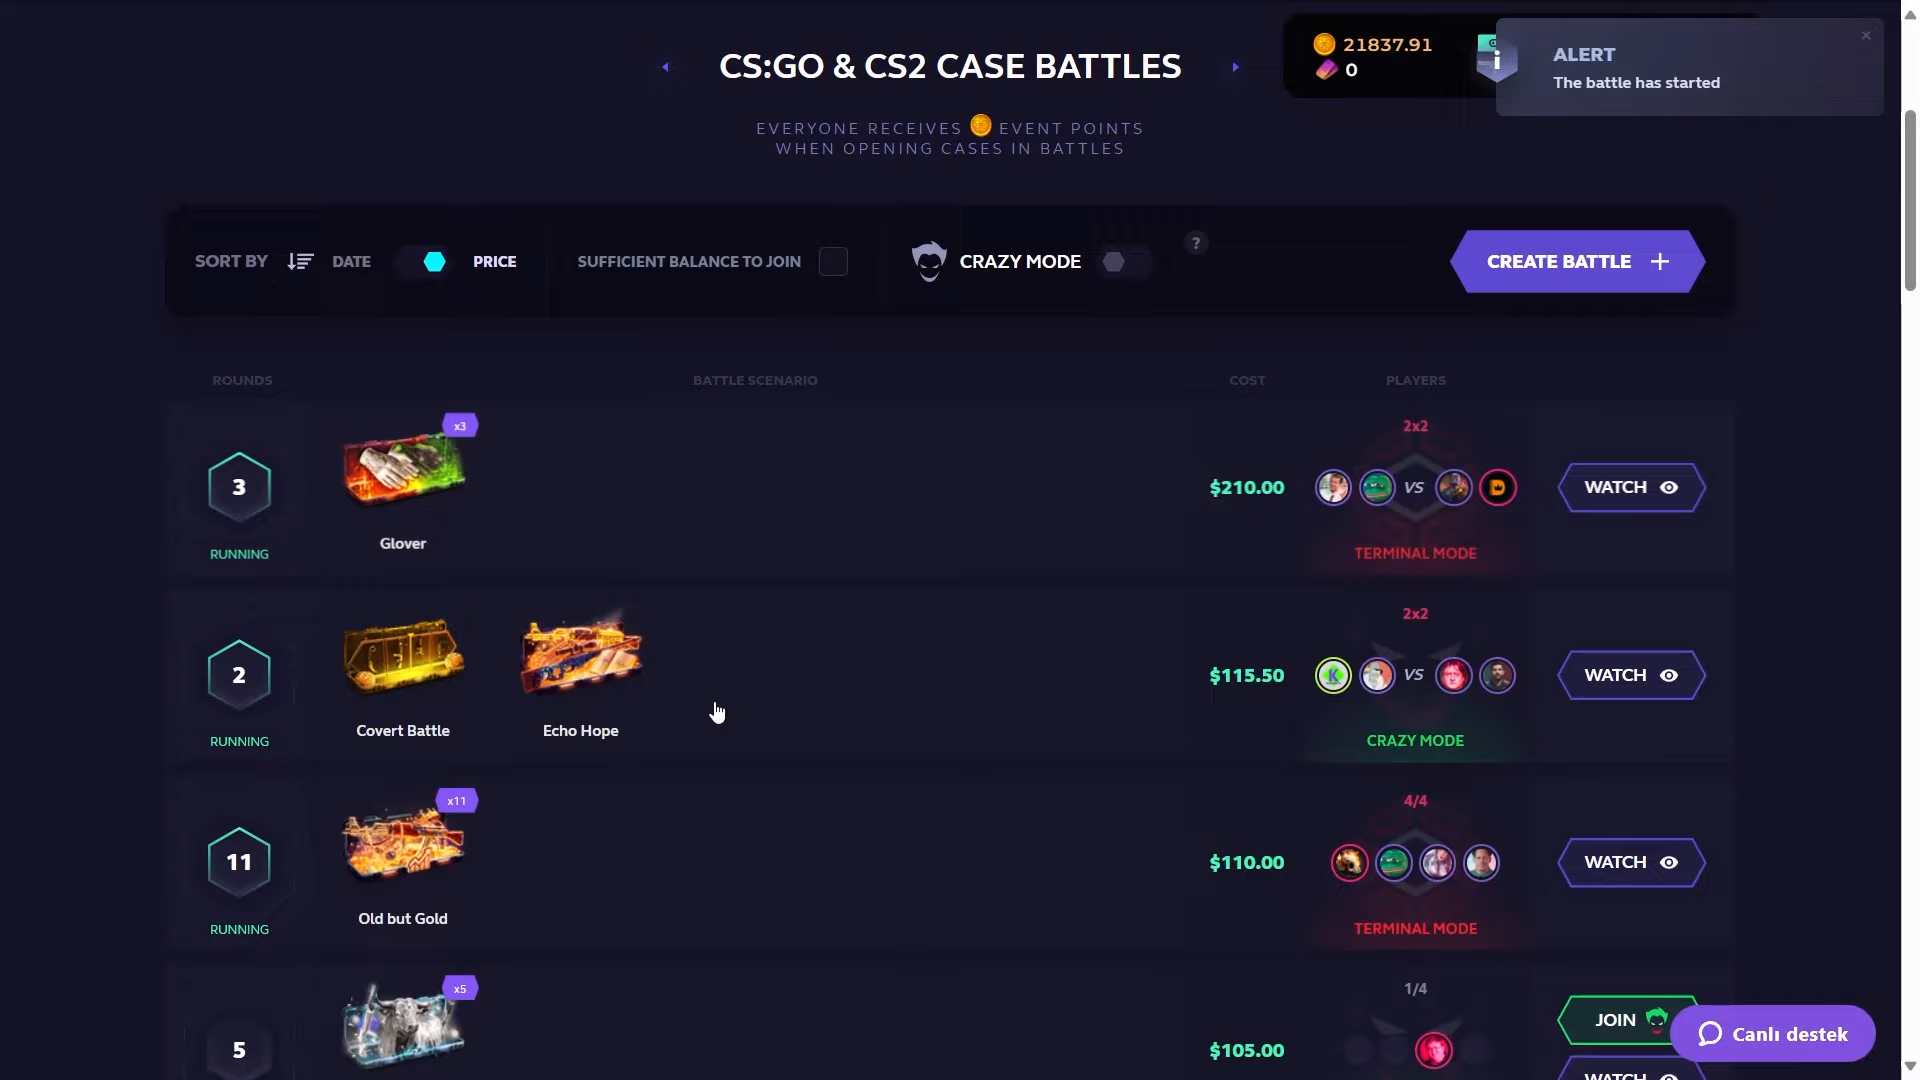 CS:GO & CS2 CASE BATTLES
21837.91
0
ALERT
The battle has started
EVERYONE RECEIVES EVENT POINTS
WHEN OPENING CASES IN BATTLES
SORT BY DATE PRICE SUFFICIENT BALANCE TO JOIN CRAZY MODE ? CREATE BATTLE +
ROUNDS BATTLE SCENARIO COST PLAYERS
x3
3
RUNNING
Glover
$210.00
2x2
VS
TERMINAL MODE
WATCH
2
RUNNING
Covert Battle
Echo Hope
$115.50
2x2
VS
CRAZY MODE
WATCH
x11
11
RUNNING
Old but Gold
$110.00
4/4
TERMINAL MODE
WATCH
x5
5
$105.00
1/4
JOIN
WATCH
Canlı destek